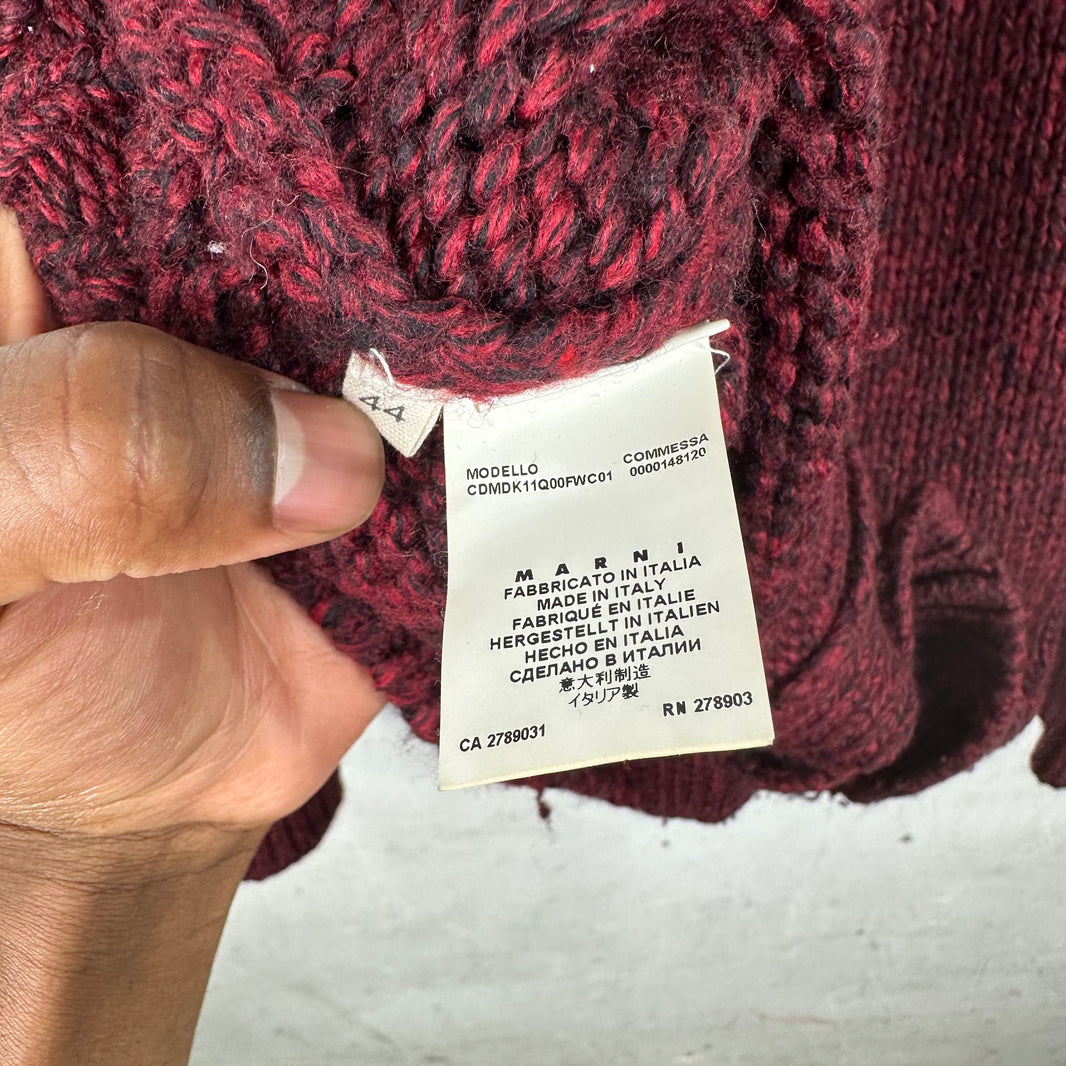 44
MODELLO
CDMDK11Q00FWC01
COMMESSA
0000148120
MARNI
FABBRICATO IN ITALIA
MADE IN ITALY
FABRIQUÉ EN ITALIE
HERGESTELLT IN ITALIEN
HECHO EN ITALIA
СДЕЛАНО В ИТАЛИИ
意大利制造
イタリア製
CA 2789031
RN 278903